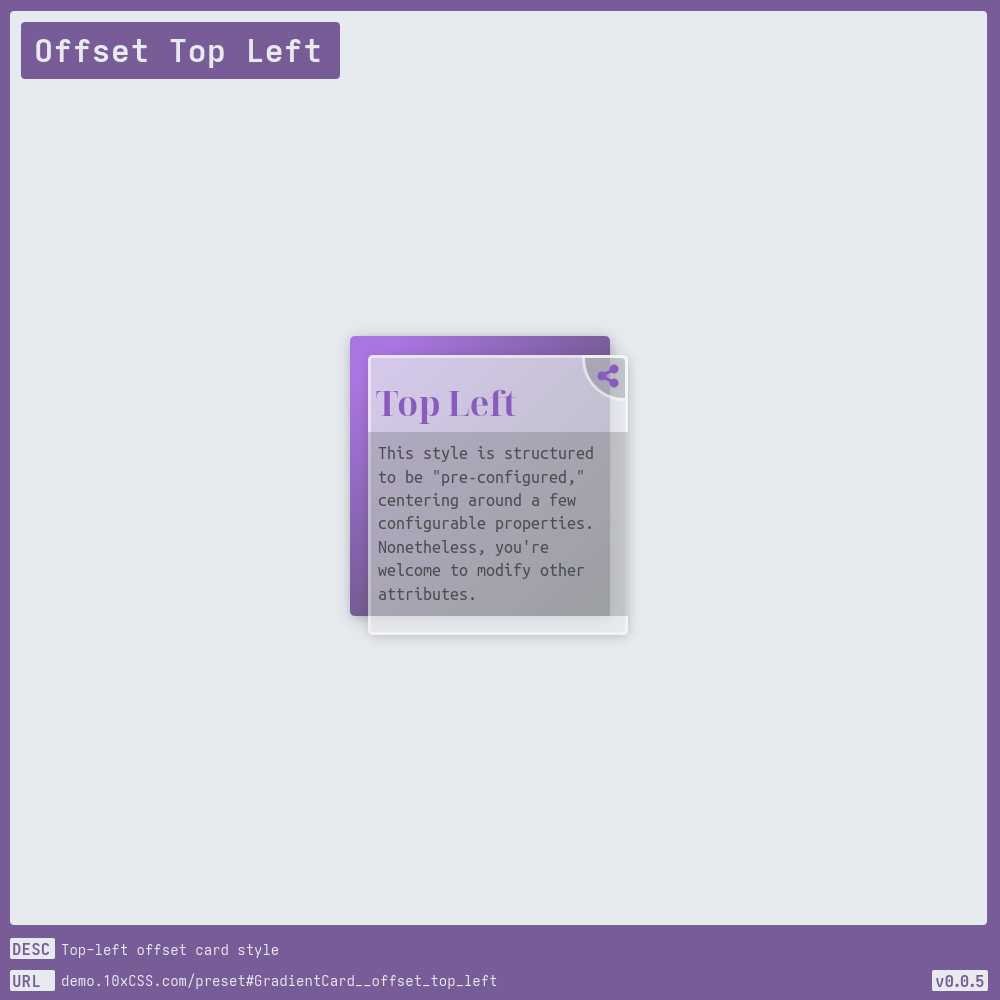 Offset Top Left
Top Left
This style is structured
to be "pre-configured,"
centering around a few
configurable properties.
Nonetheless, you're
welcome to modify other
attributes.
DESC Top-left offset card style
URL demo.10xCSS.com/preset#GradientCard__offset_top_left v0.0.5